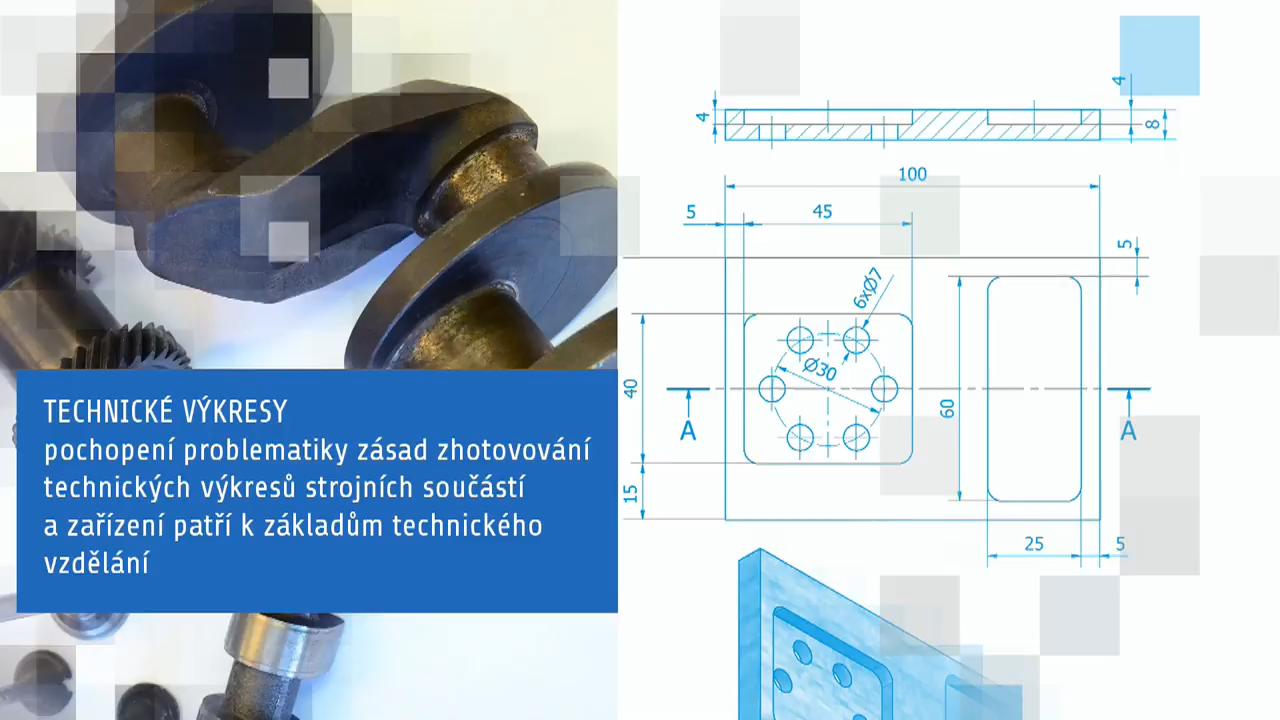 TECHNICKÉ VÝKRESY
pochopení problematiky zásad zhotovování
technických výkresů strojních součástí
a zařízení patří k základům technického
vzdělání
4
4
8
100
5
45
5
6xØ7
Ø30
40
60
A
A
15
25
5